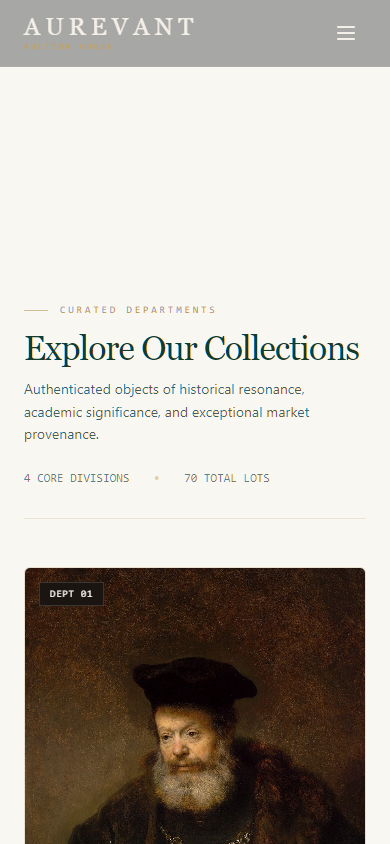 AUREVANT
CURATED DEPARTMENTS
Explore Our Collections
Authenticated objects of historical resonance,
academic significance, and exceptional market
provenance.
4 CORE DIVISIONS • 70 TOTAL LOTS
DEPT 01